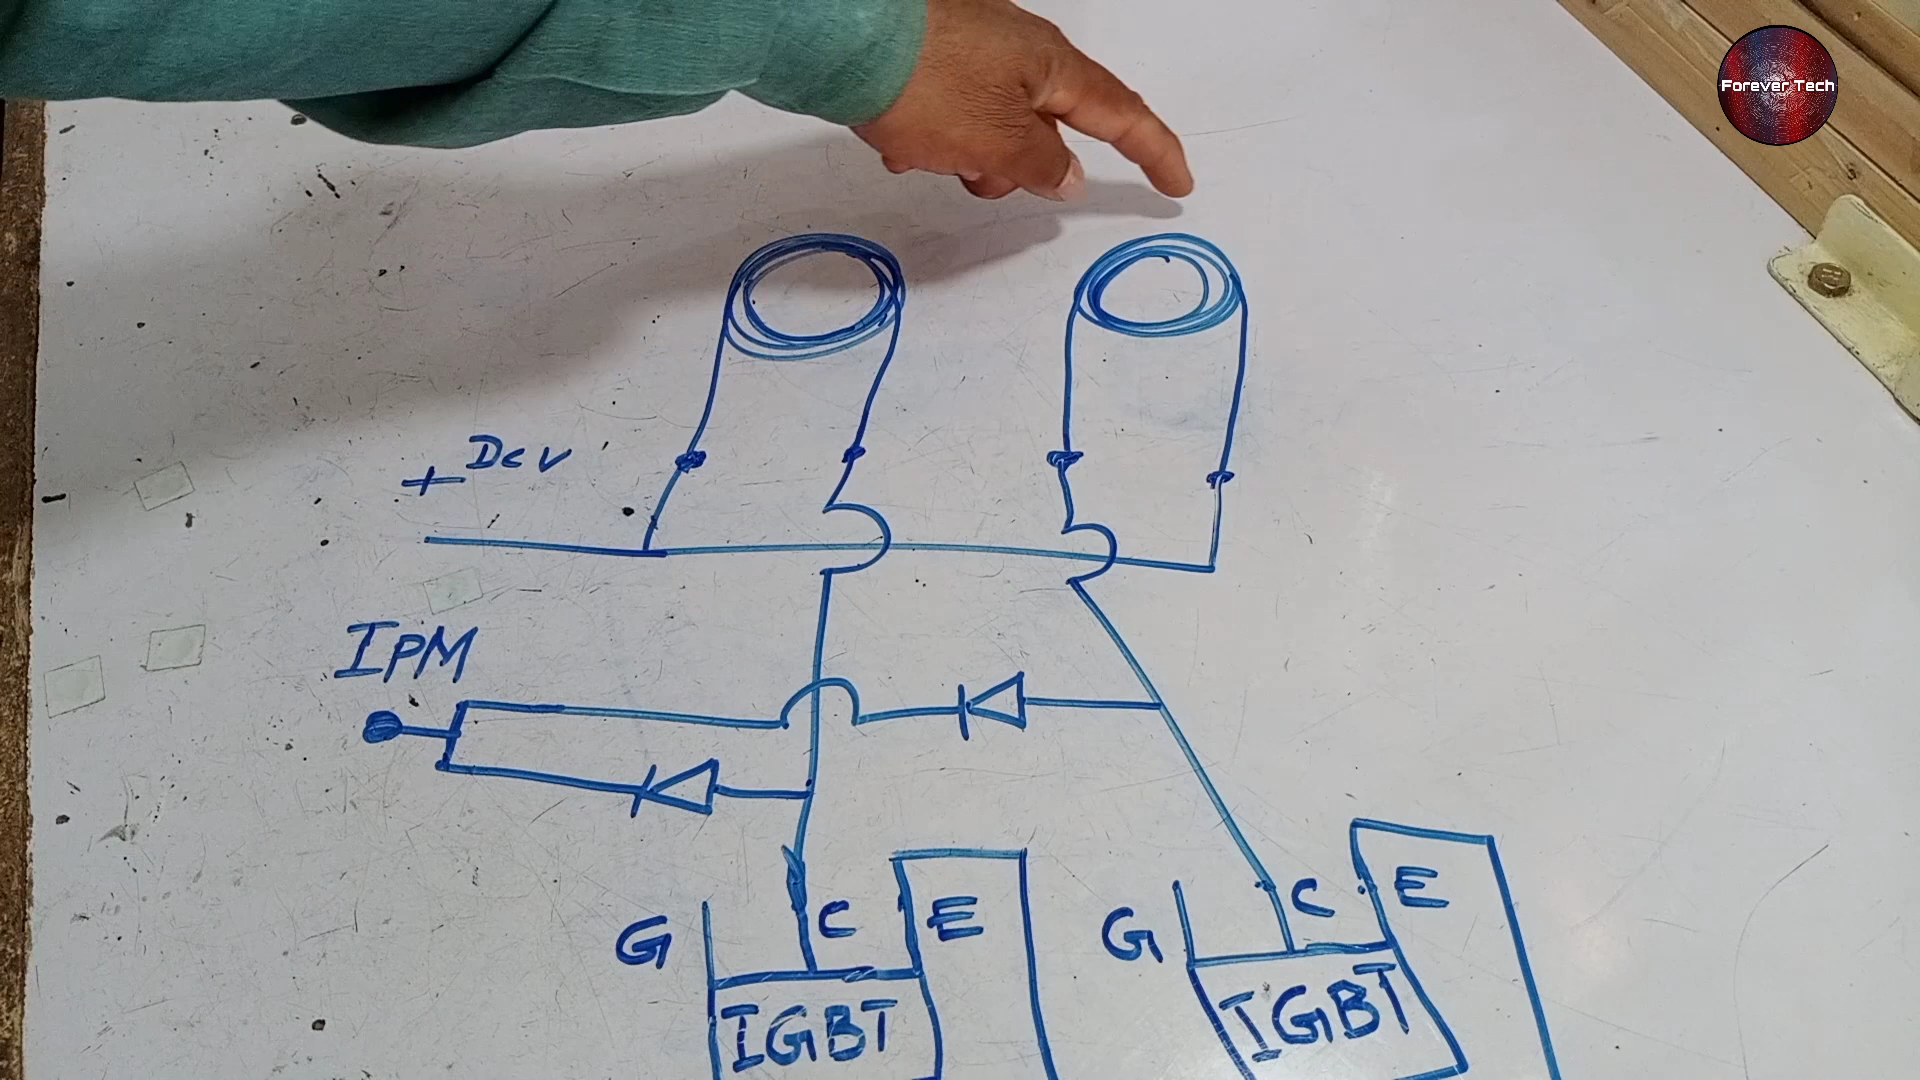 Forever Tech
+ DCV
IPM
G C E G C E
IGBT IGBT